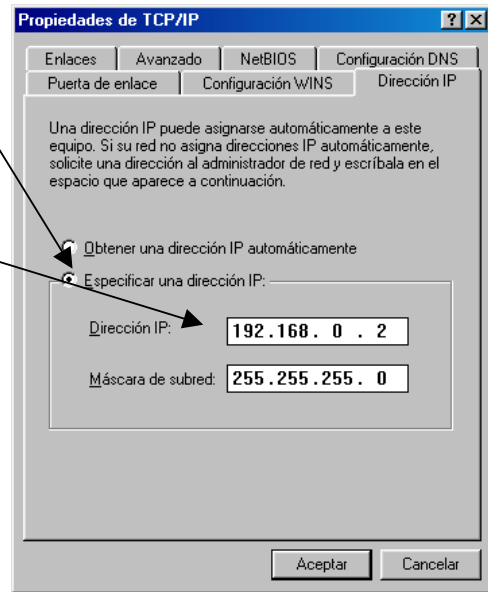 Propiedades de TCP/IP
Enlaces Avanzado NetBIOS Configuración DNS
Puerta de enlace Configuración WINS Dirección IP
Una dirección IP puede asignarse automáticamente a este
equipo. Si su red no asigna direcciones IP automáticamente,
solicite una dirección al administrador de red y escríbala en el
espacio que aparece a continuación.
Obtener una dirección IP automáticamente
Especificar una dirección IP:
Dirección IP: 192.168. 0 . 2
Máscara de subred: 255.255.255. 0
Aceptar Cancelar